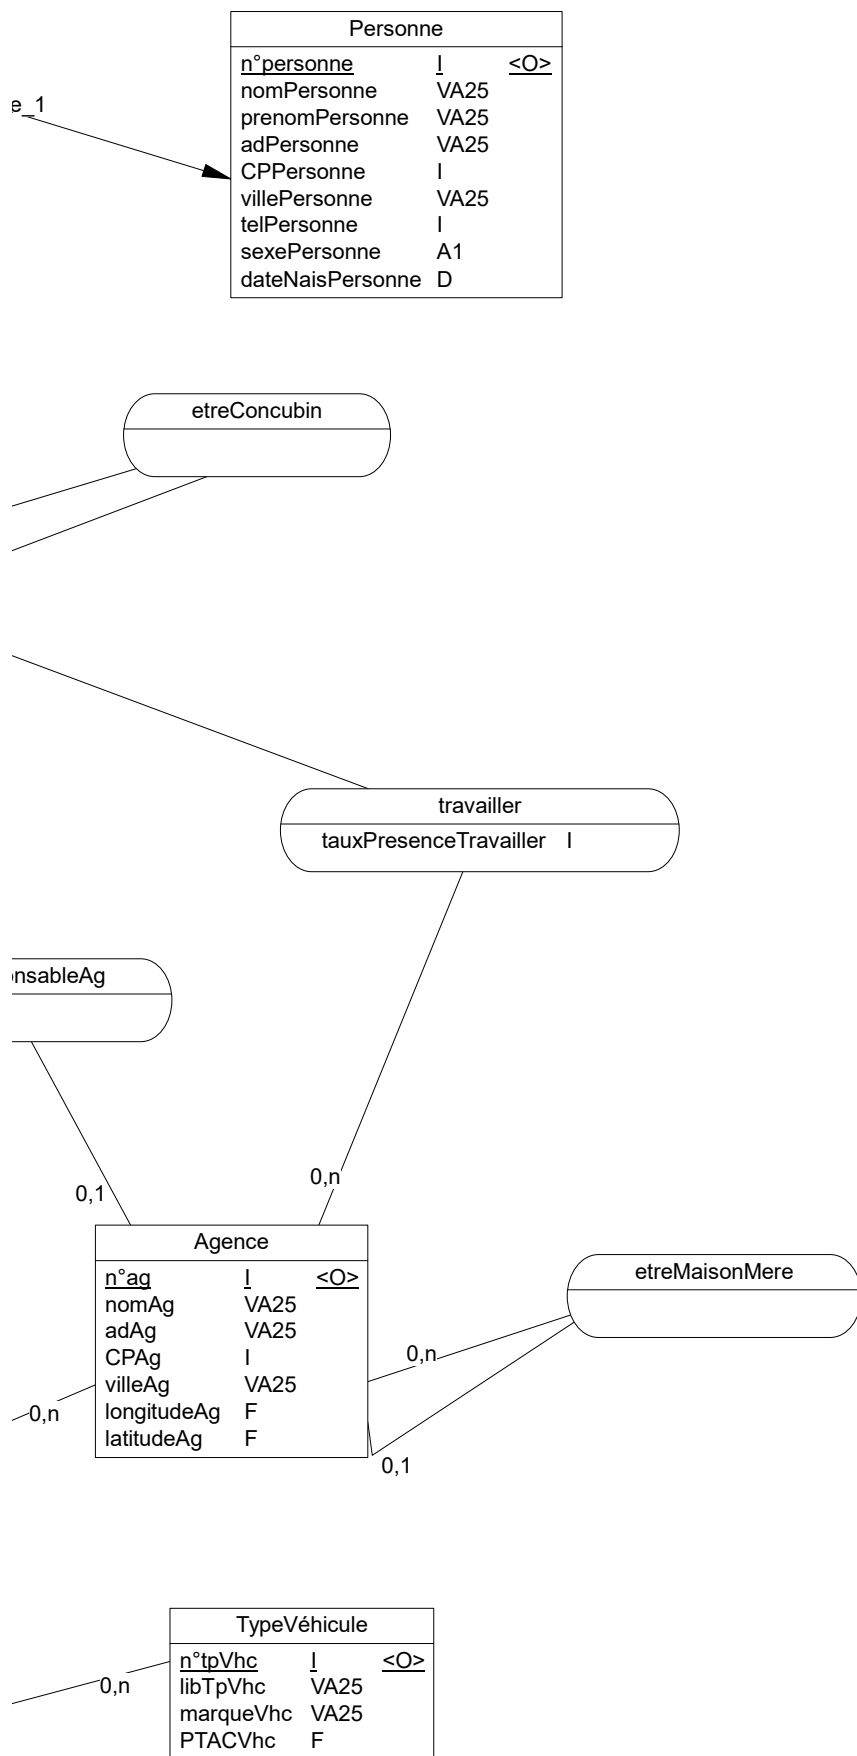 Personne
n°personne I <O>
nomPersonne VA25
prenomPersonne VA25
adPersonne VA25
CPPersonne I
villePersonne VA25
telPersonne I
sexePersonne A1
dateNaisPersonne D
e_1
etreConcubin
travailler
tauxPresenceTravailler I
onsableAg
0,1
0,n
Agence
n°ag I <O>
nomAg VA25
adAg VA25
CPAg I
villeAg VA25
longitudeAg F
latitudeAg F
etreMaisonMere
0,n
0,n
0,1
TypeVéhicule
n°tpVhc I <O>
libTpVhc VA25
marqueVhc VA25
PTACVhc F
0,n